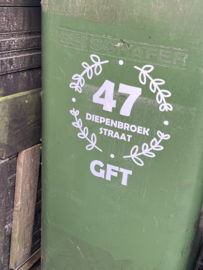 47
DIEPENBROEK
STRAAT
GFT